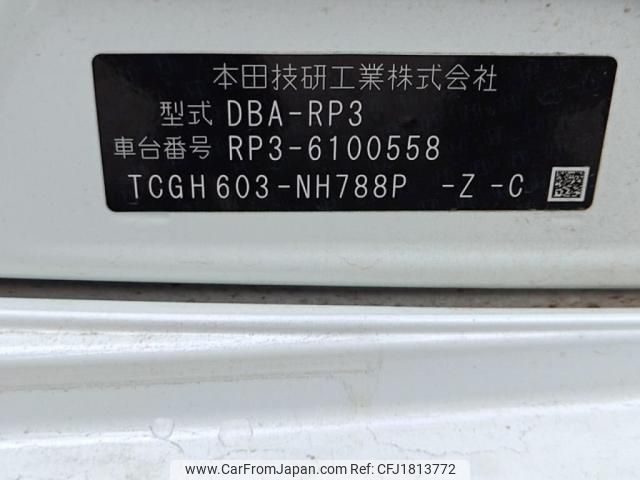 本田技研工業株式会社
型式 DBA-RP3
車台番号 RP3-6100558
TCGH603-NH788P -Z -C
www.CarFromJapan.com - CFJ1813772